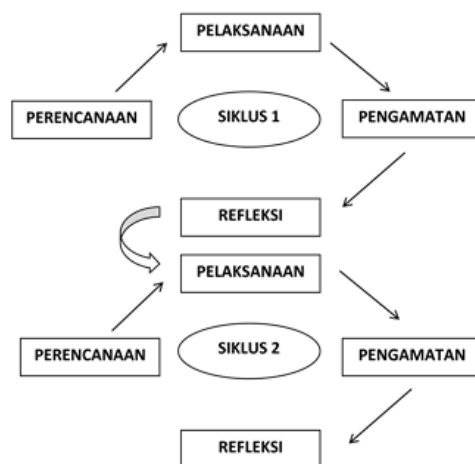 PELAKSANAAN
PERENCANAAN
SIKLUS 1
PENGAMATAN
REFLEKSI
PELAKSANAAN
PERENCANAAN
SIKLUS 2
PENGAMATAN
REFLEKSI